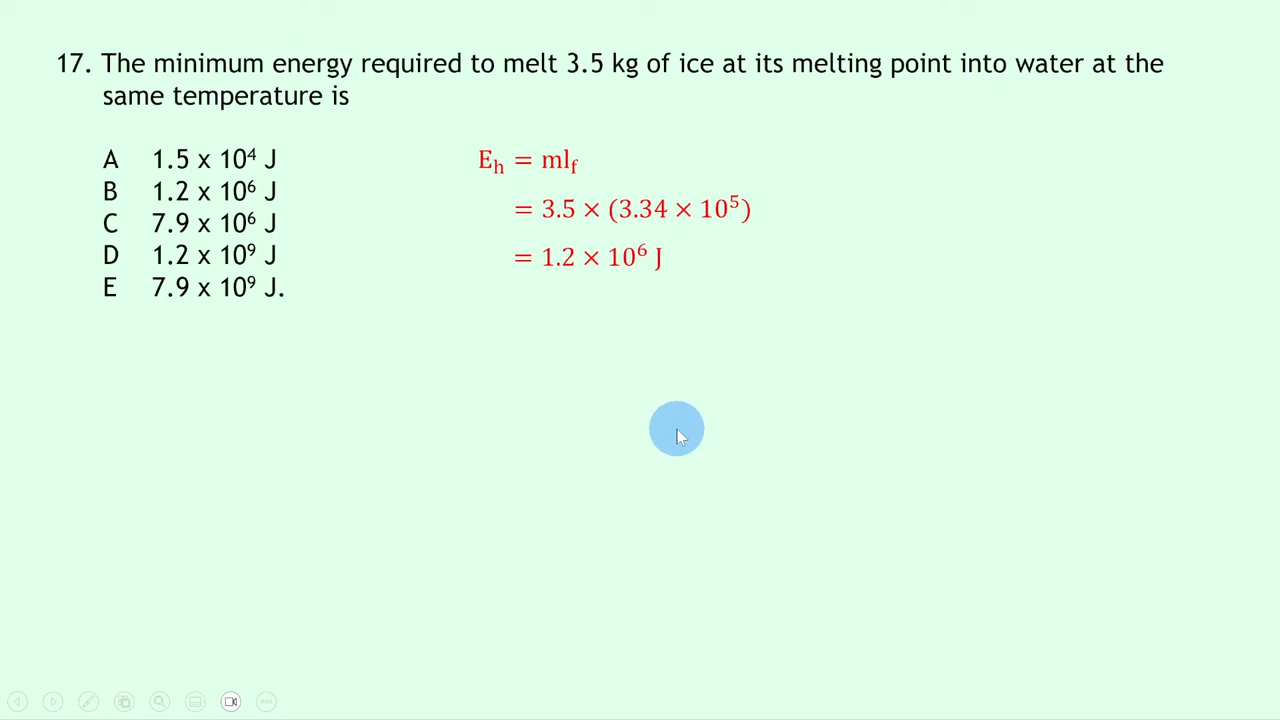 17. The minimum energy required to melt 3.5 kg of ice at its melting point into water at the
same temperature is
A 1.5 x 10⁴ J
B 1.2 x 10⁶ J
C 7.9 x 10⁶ J
D 1.2 x 10⁹ J
E 7.9 x 10⁹ J.
Eₕ = ml_f
= 3.5 × (3.34 × 10⁵)
= 1.2 × 10⁶ J